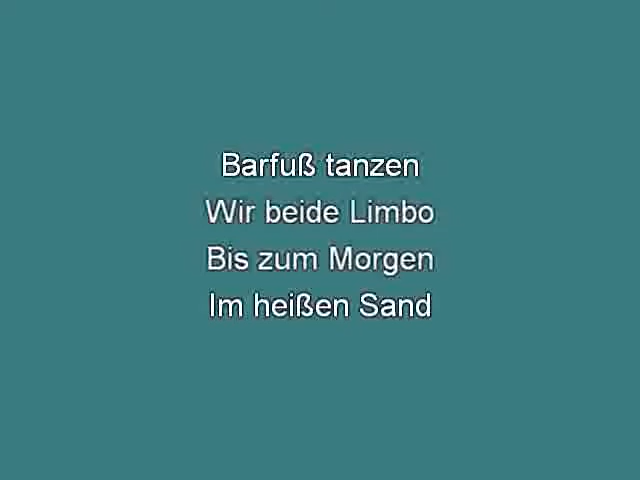 Barfuß tanzen
Wir beide Limbo
Bis zum Morgen
Im heißen Sand